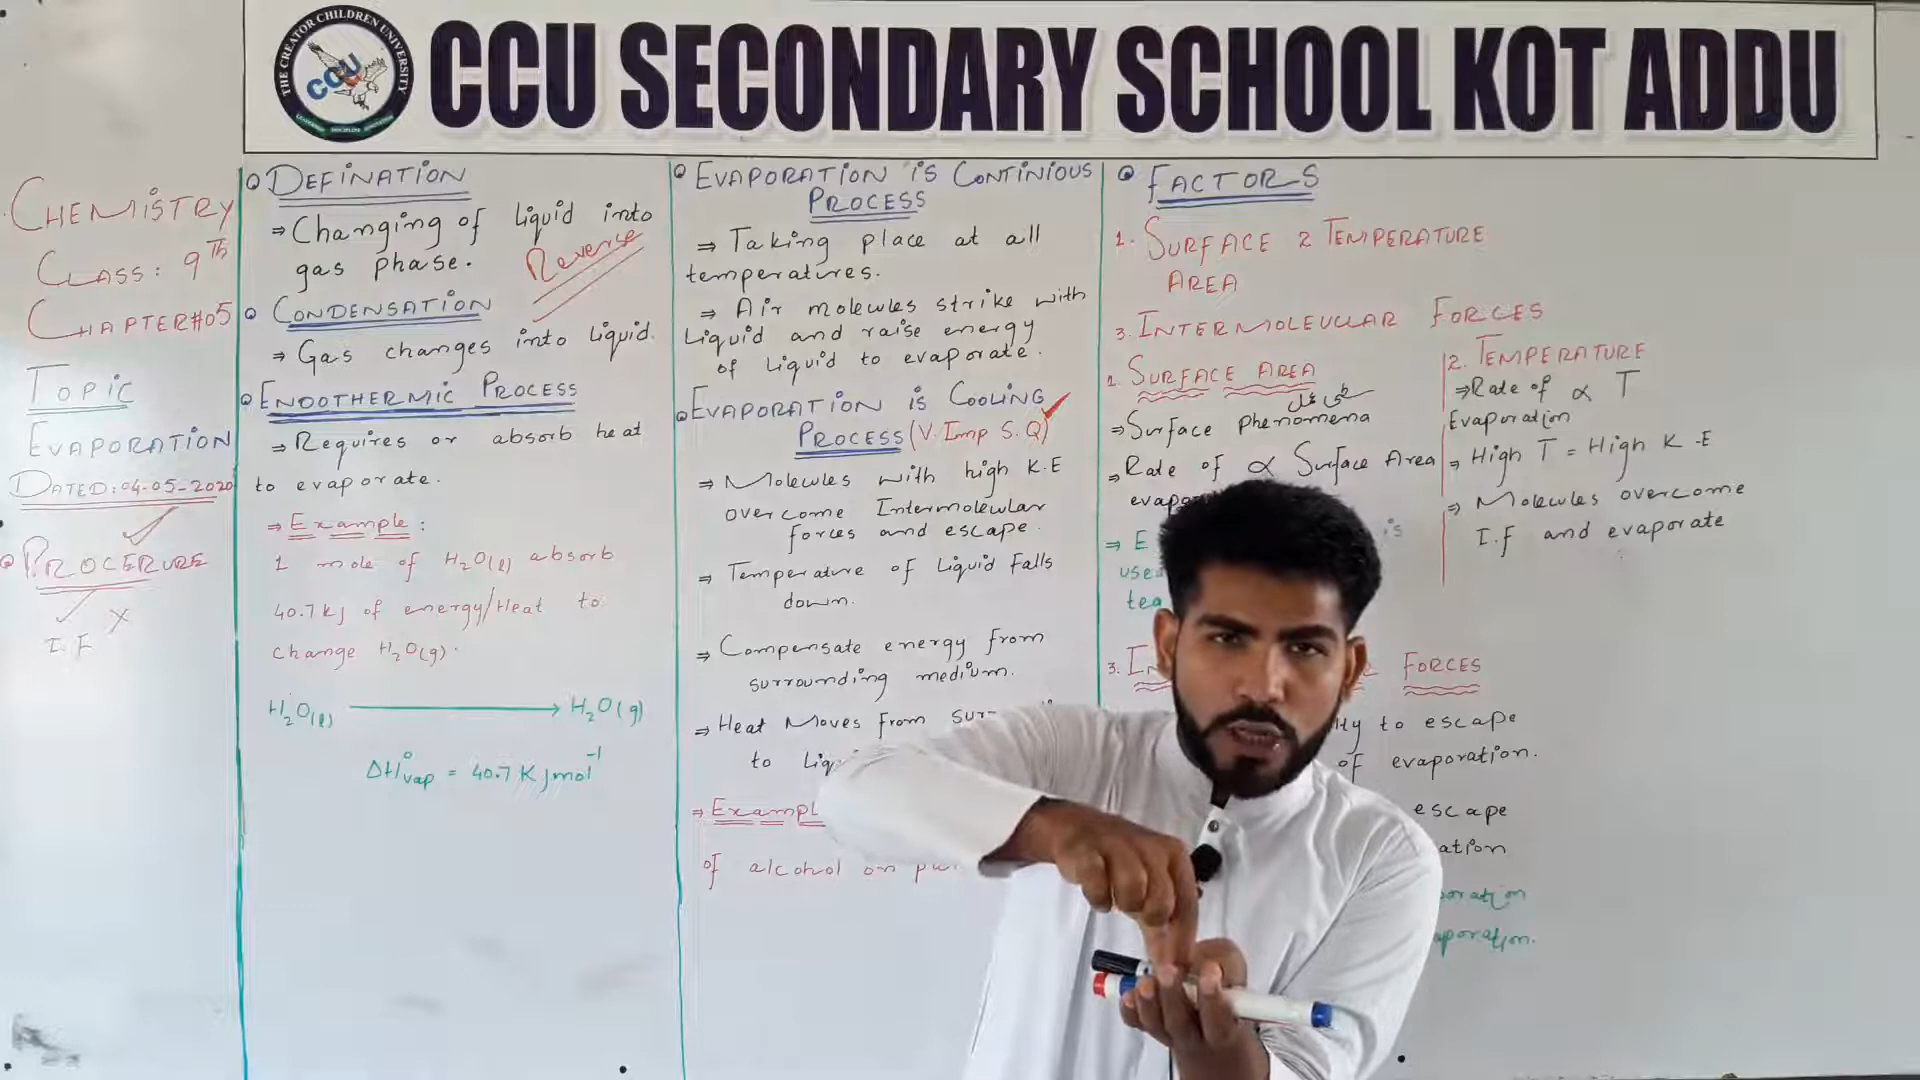 THE CREATOR CHILDREN UNIVERSITY
CCU
CCU SECONDARY SCHOOL KOT ADDU
CHEMISTRY
CLASS: 9TH
CHAPTER#05
TOPIC
EVAPORATION
DATED: 04-05-2020
PROCERURE
I.F
DEFINATION
⇒ Changing of liquid into
gas phase.
Reverse
CONDENSATION
⇒ Gas changes into liquid.
ENDOTHERMIC PROCESS
⇒ Requires or absorb heat
to evaporate.
⇒ Example:
1 mole of H₂O(l) absorb
40.7kj of energy/Heat to
change H₂O(g).
H₂O(l) → H₂O(g)
ΔH°vap = 40.7 Kjmol⁻¹
EVAPORATION IS CONTINIOUS
PROCESS
⇒ Taking place at all
temperatures.
⇒ Air molecules strike with
liquid and raise energy
of liquid to evaporate.
EVAPORATION IS COOLING
PROCESS (V. Imp S.Q)
⇒ Molecules with high K.E
overcome Intermolecular
forces and escape.
⇒ Temperature of liquid falls
down.
⇒ Compensate energy from
surrounding medium.
⇒ Heat Moves from
to
⇒ Exampl
of alcohol on
FACTORS
1. SURFACE 2 TEMPERATURE
AREA
3. INTERMOLEVCULAR FORCES
1. SURFACE AREA
⇒ Surface Phenomena
⇒ Rate of ∝ Surface Area
⇒ E
tea
2. TEMPERATURE
⇒ Rate of ∝ T
Evaporation
⇒ High T = High K.E
⇒ Molecules overcome
I.F and evaporate
3. FORCES
to escape
of evaporation.
escape